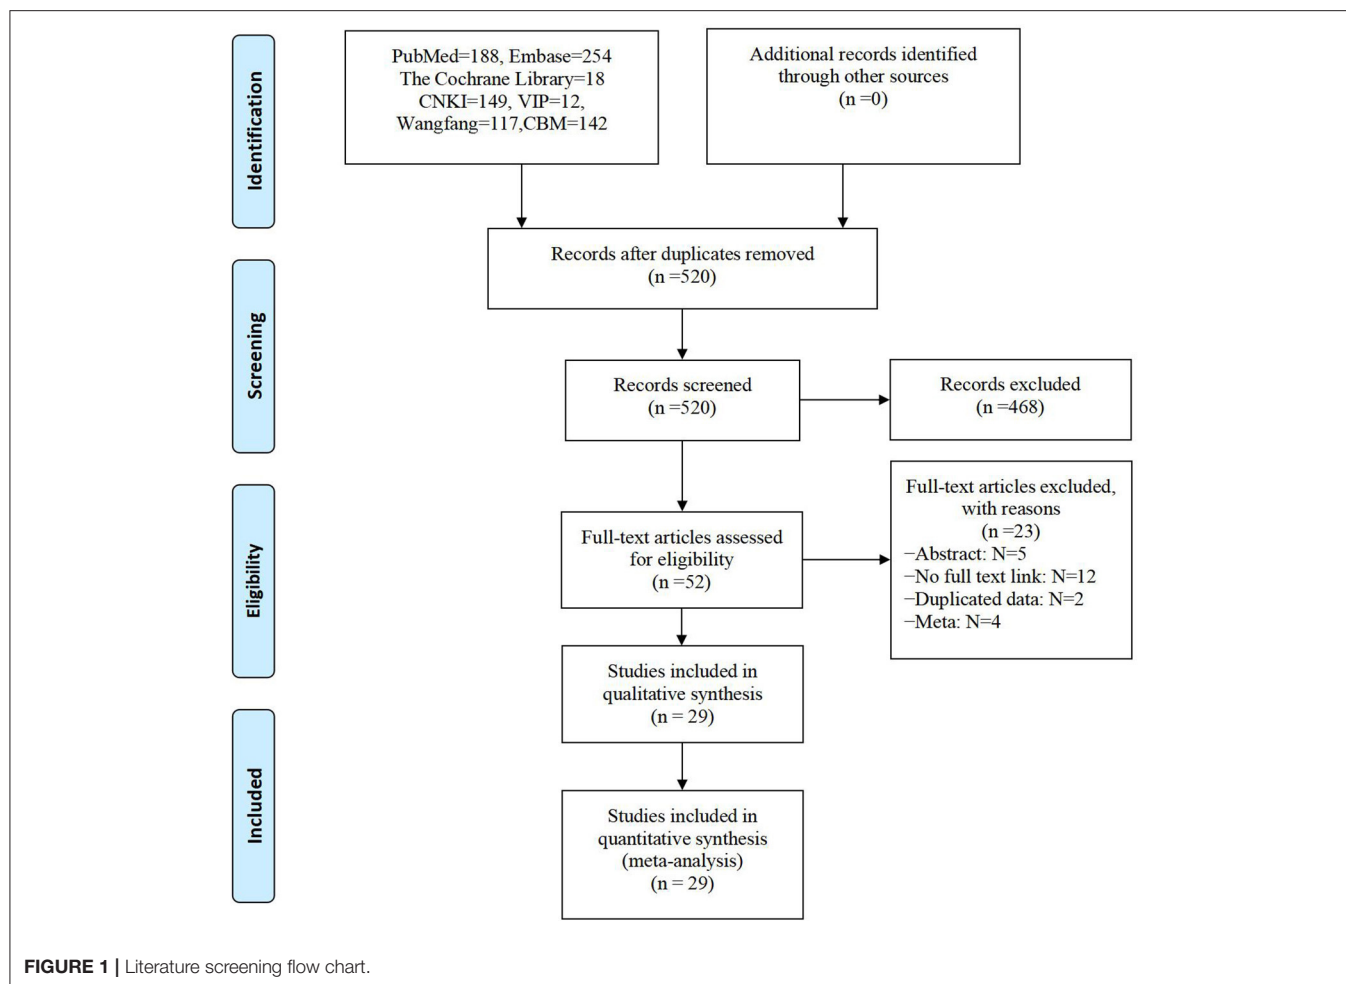 Identification
PubMed=188, Embase=254
The Cochrane Library=18
CNKI=149, VIP=12,
Wangfang=117,CBM=142
Additional records identified
through other sources
(n =0)
Records after duplicates removed
(n =520)
Screening
Records screened
(n =520)
Records excluded
(n =468)
Eligibility
Full-text articles assessed
for eligibility
(n =52)
Full-text articles excluded,
with reasons
(n =23)
−Abstract: N=5
−No full text link: N=12
−Duplicated data: N=2
−Meta: N=4
Studies included in
qualitative synthesis
(n = 29)
Included
Studies included in
quantitative synthesis
(meta-analysis)
(n = 29)
FIGURE 1 | Literature screening flow chart.